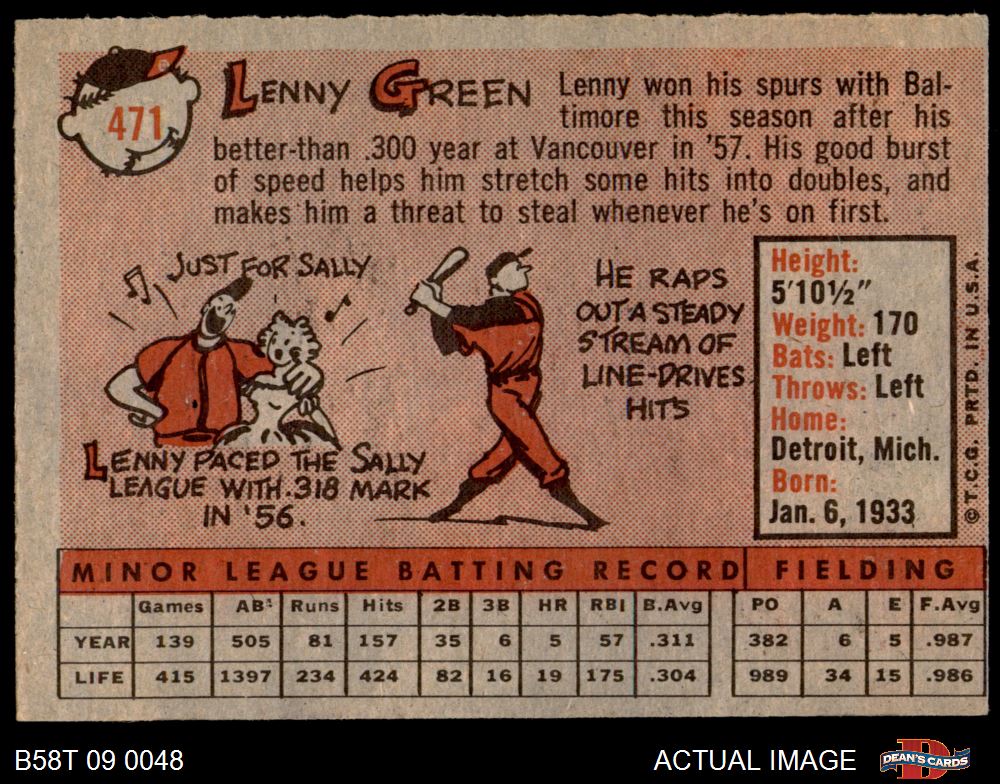 471
LENNY GREEN
Lenny won his spurs with Bal-
timore this season after his
better-than .300 year at Vancouver in '57. His good burst
of speed helps him stretch some hits into doubles, and
makes him a threat to steal whenever he's on first.
JUST FOR SALLY
LENNY PACED THE SALLY
LEAGUE WITH .318 MARK
IN '56.
HE RAPS
OUT A STEADY
STREAM OF
LINE-DRIVES
HITS
Height:
5'10½"
Weight: 170
Bats: Left
Throws: Left
Home:
Detroit, Mich.
Born:
Jan. 6, 1933
© T.C.G. PRTD. IN U.S.A.
MINOR LEAGUE BATTING RECORD FIELDING
Games AB Runs Hits 2B 3B HR RBI B.Avg PO A E F.Avg
YEAR 139 505 81 157 35 6 5 57 .311 382 6 5 .987
LIFE 415 1397 234 424 82 16 19 175 .304 989 34 15 .986
B58T 09 0048
ACTUAL IMAGE
DEAN'S CARDS